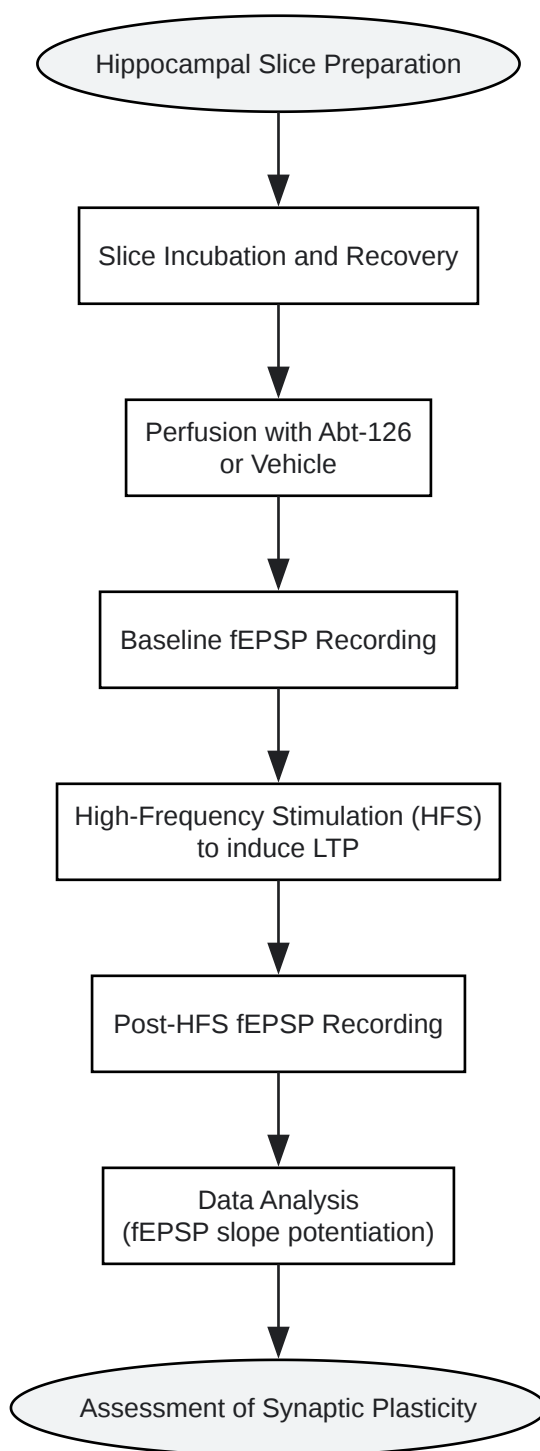 Hippocampal Slice Preparation
Slice Incubation and Recovery
Perfusion with Abt-126
or Vehicle
Baseline fEPSP Recording
High-Frequency Stimulation (HFS)
to induce LTP
Post-HFS fEPSP Recording
Data Analysis
(fEPSP slope potentiation)
Assessment of Synaptic Plasticity